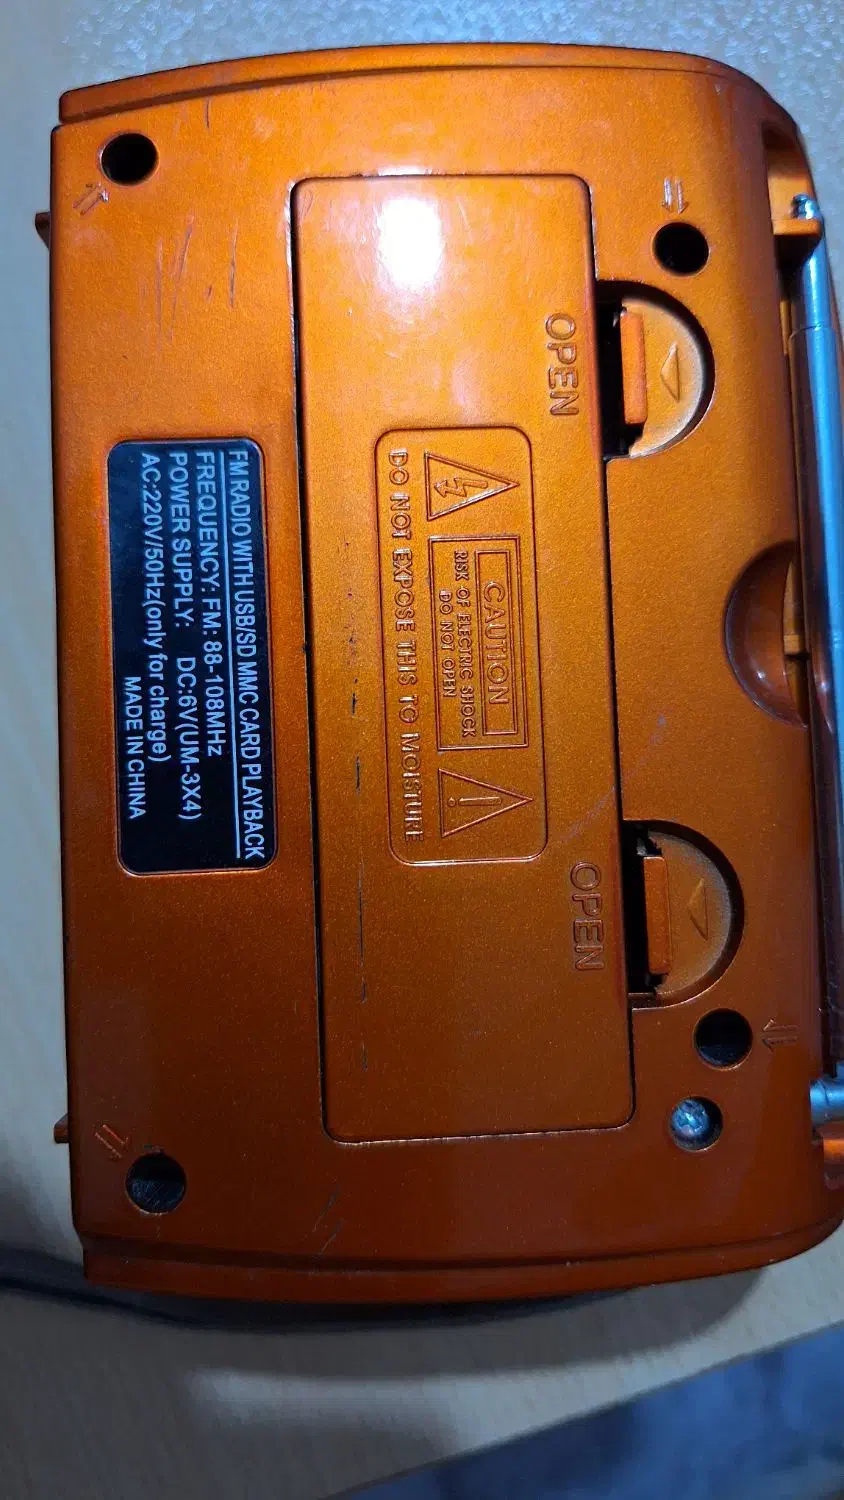 OPEN
OPEN
CAUTION
RISK OF ELECTRIC SHOCK
DO NOT OPEN
DO NOT EXPOSE THIS TO MOISTURE
FM RADIO WITH USB/SD MMC CARD PLAYBACK
FREQUENCY: FM: 88-108MHz
POWER SUPPLY: DC:6V(UM-3X4)
AC:220V/50Hz(only for charge)
MADE IN CHINA